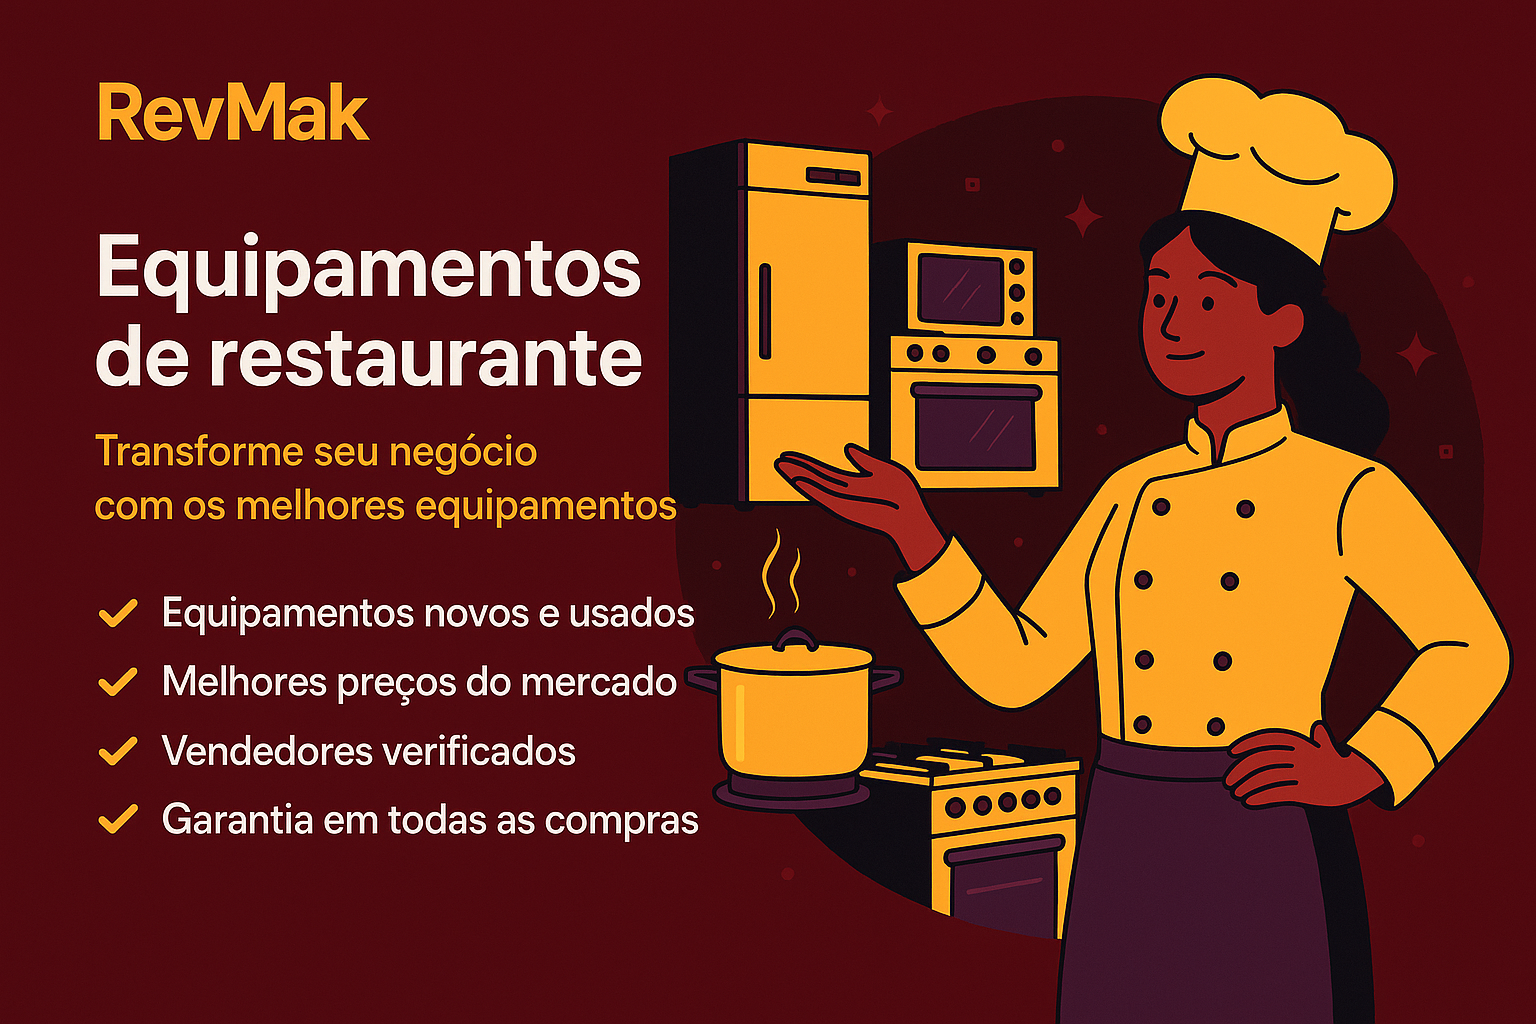 RevMak
Equipamentos
de restaurante
Transforme seu negócio
com os melhores equipamentos
Equipamentos novos e usados
Melhores preços do mercado
Vendedores verificados
Garantia em todas as compras